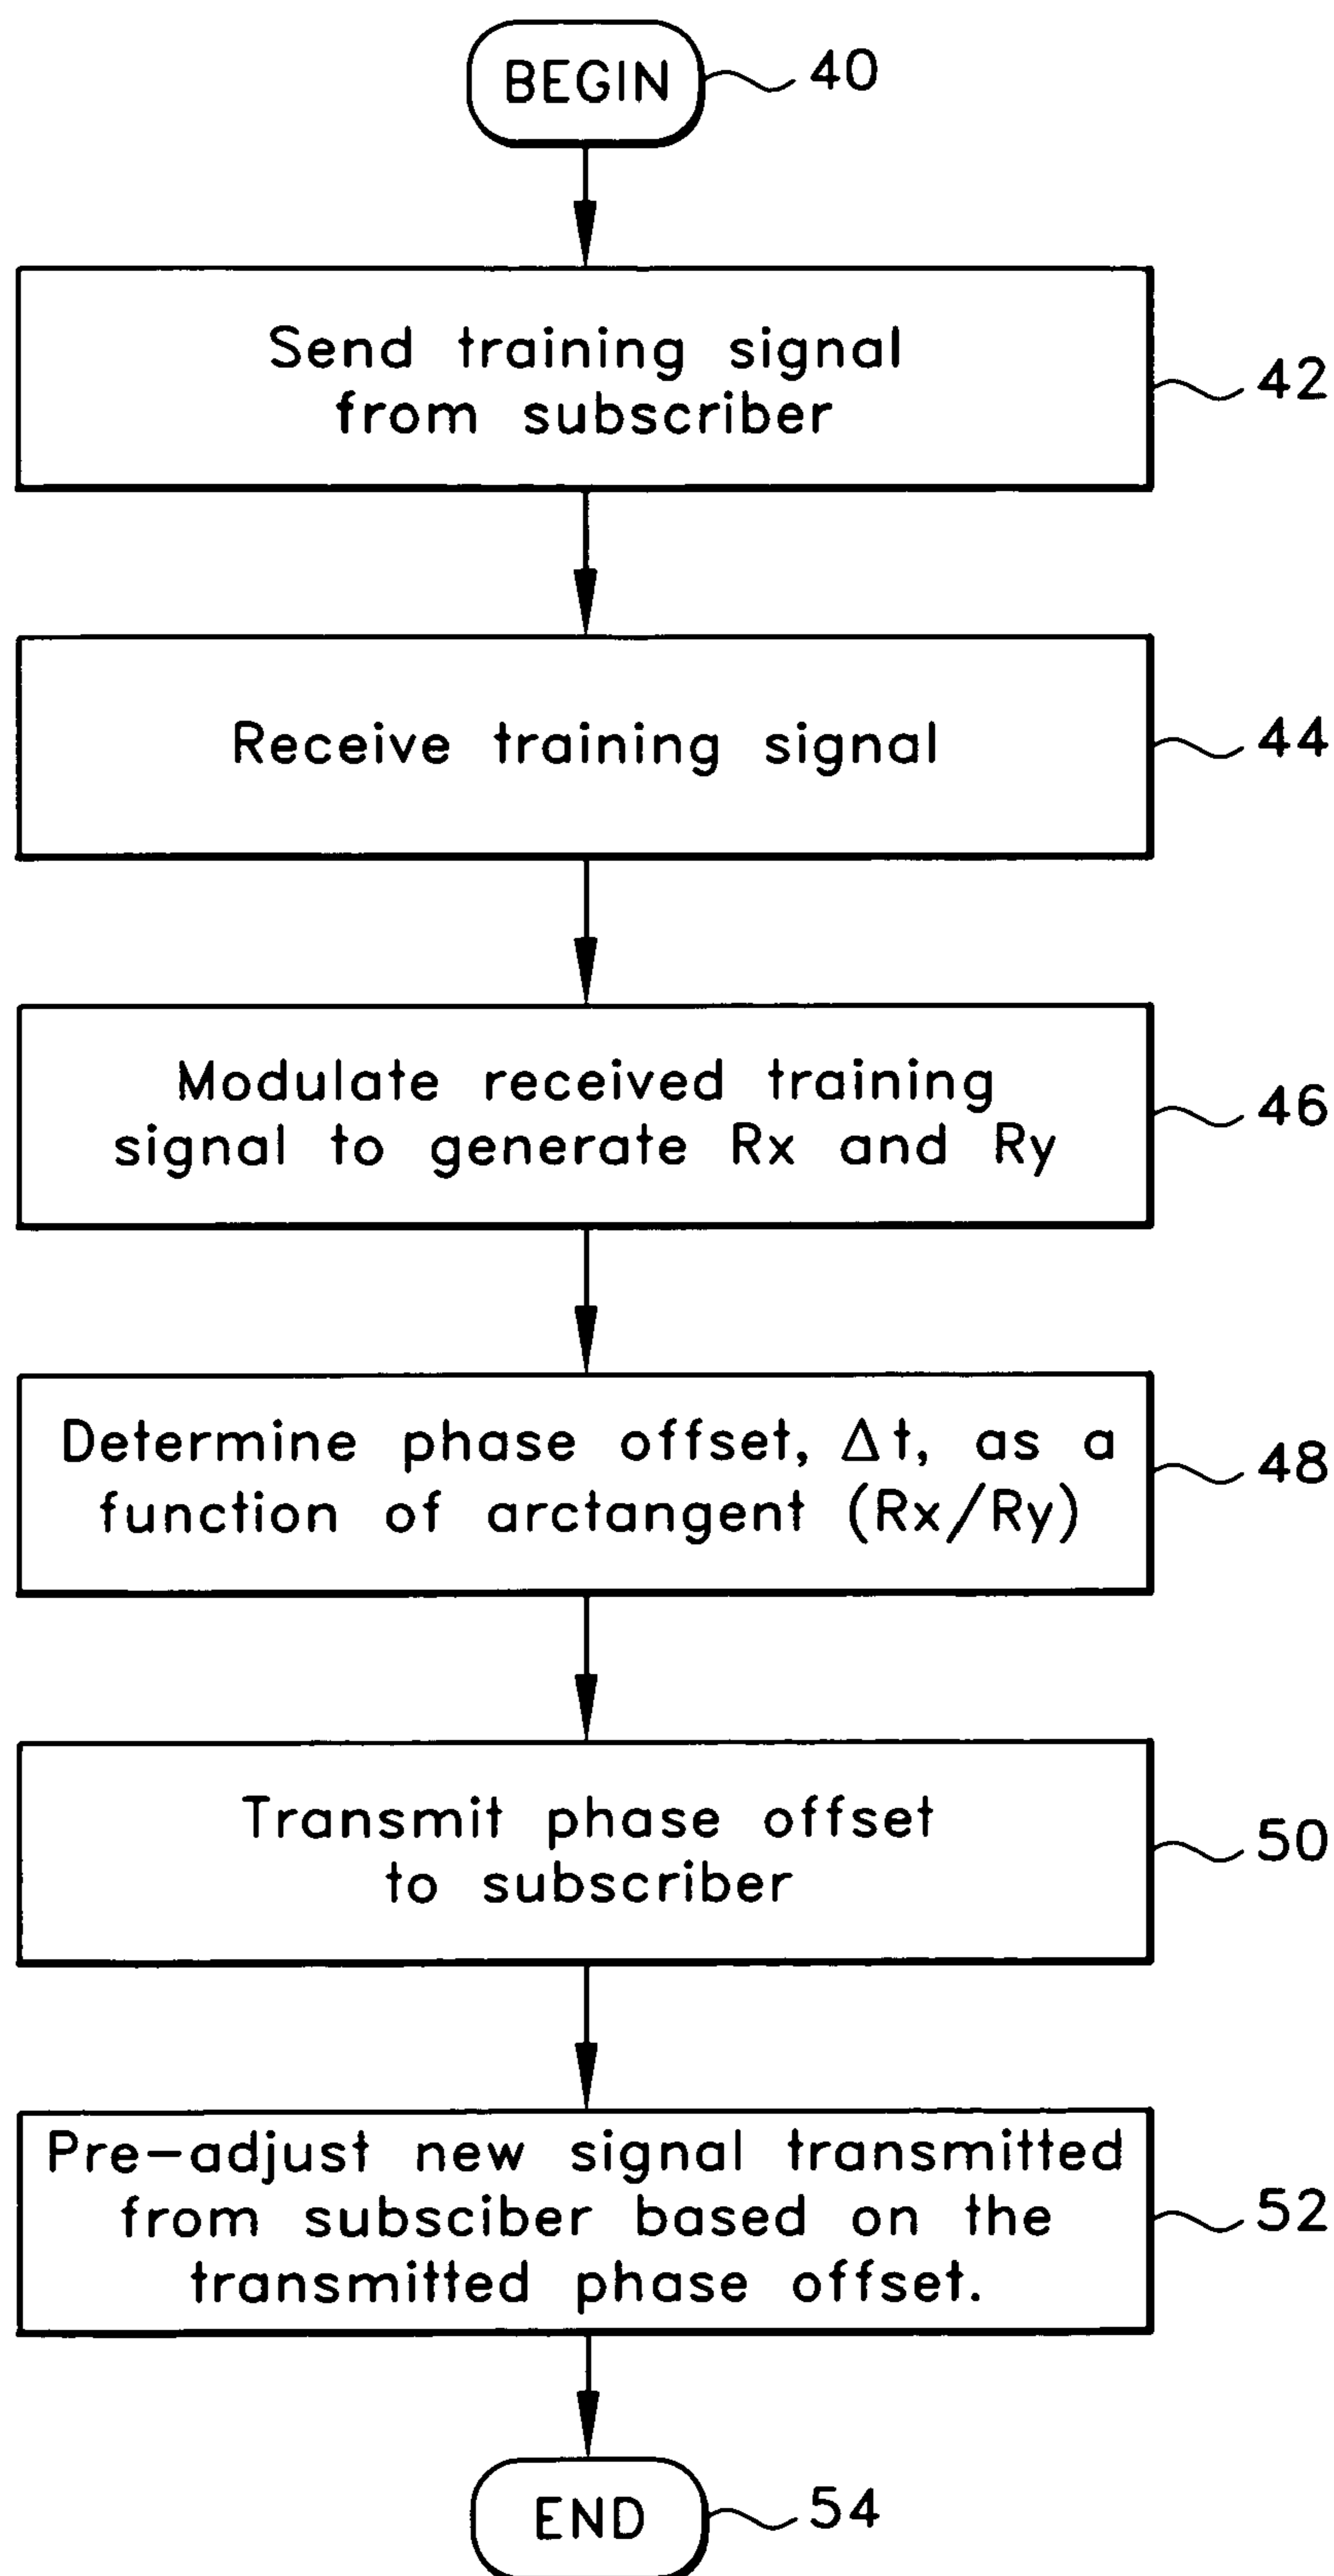 BEGIN 40
Send training signal
from subscriber
42
Receive training signal 44
Modulate received training
signal to generate Rx and Ry
46
Determine phase offset, Δt, as a
function of arctangent (Rx/Ry)
48
Transmit phase offset
to subscriber
50
Pre-adjust new signal transmitted
from subsciber based on the
transmitted phase offset.
52
END 54